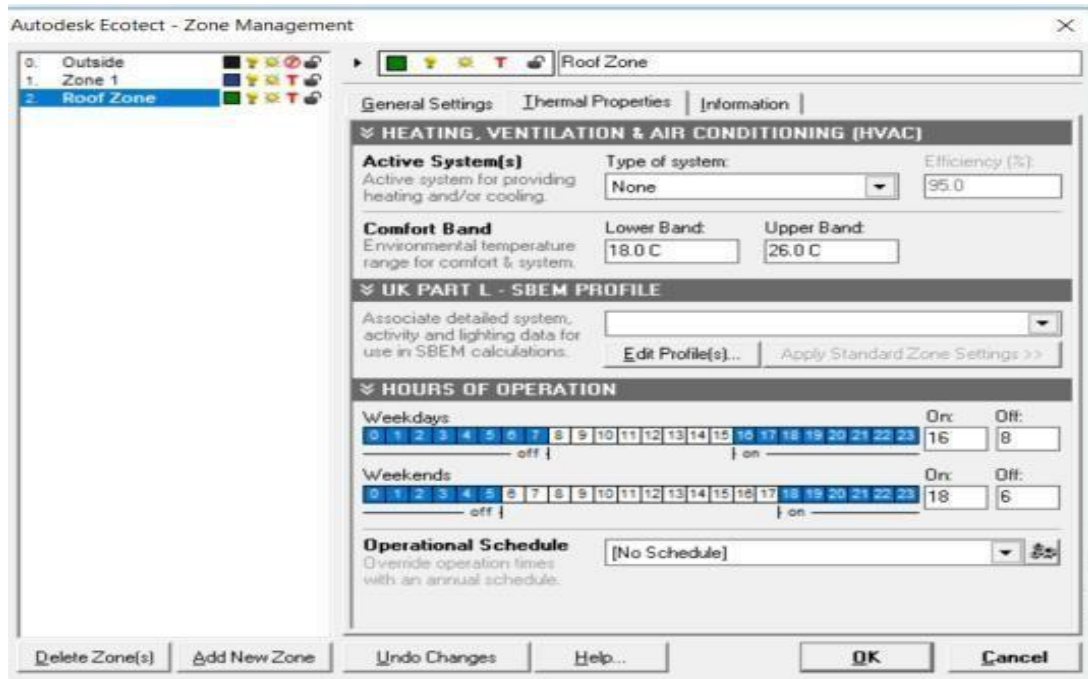 Autodesk Ecotect - Zone Management
0. Outside
1. Zone 1
2. Roof Zone
T Roof Zone
General Settings Thermal Properties Information
HEATING, VENTILATION & AIR CONDITIONING (HVAC)
Active System(s) Type of system: Efficiency (%):
Active system for providing
heating and/or cooling.
None 95.0
Comfort Band Lower Band: Upper Band:
Environmental temperature
range for comfort & system.
18.0 C 26.0 C
UK PART L - SBEM PROFILE
Associate detailed system,
activity and lighting data for
use in SBEM calculations.
Edit Profile(s)... Apply Standard Zone Settings >>
HOURS OF OPERATION
Weekdays On: Off:
0 1 2 3 4 5 6 7 8 9 10 11 12 13 14 15 16 17 18 19 20 21 22 23 16 8
off on
Weekends On: Off:
0 1 2 3 4 5 6 7 8 9 10 11 12 13 14 15 16 17 18 19 20 21 22 23 18 6
off on
Operational Schedule [No Schedule]
Override operation times
with an annual schedule.
Delete Zone(s) Add New Zone Undo Changes Help... OK Cancel